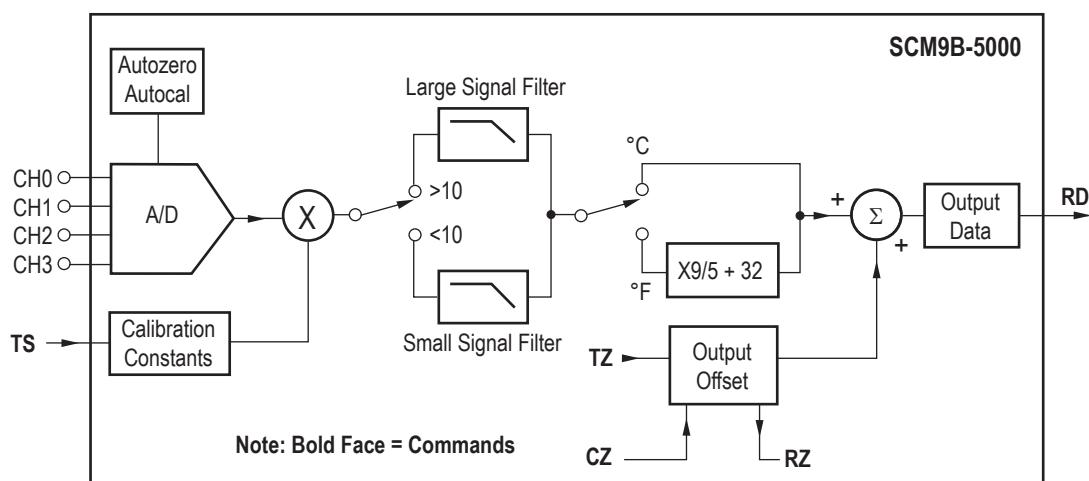 SCM9B-5000
Autozero
Autocal
Large Signal Filter
CH0
CH1
CH2
CH3
A/D
X
>10
<10
°C
°F
X9/5 + 32
+
Σ
+
Output
Data
RD
TS
Calibration
Constants
Small Signal Filter
TZ
Output
Offset
CZ
RZ
Note: Bold Face = Commands